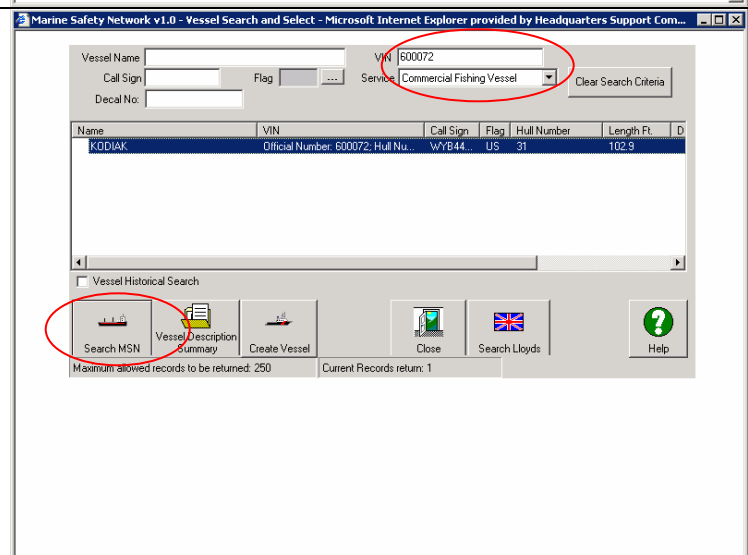 Marine Safety Network v1.0 - Vessel Search and Select - Microsoft Internet Explorer provided by Headquarters Support Com...
Vessel Name VIN 600072
Call Sign Flag ... Service Commercial Fishing Vessel Clear Search Criteria
Decal No:
Name VIN Call Sign Flag Hull Number Length Ft. D
KODIAK Official Number: 600072; Hull Nu... WYB44... US 31 102.9
Vessel Historical Search
Search MSN Vessel Description Summary Create Vessel Close Search Lloyds Help
Maximum allowed records to be returned: 250 Current Records return: 1